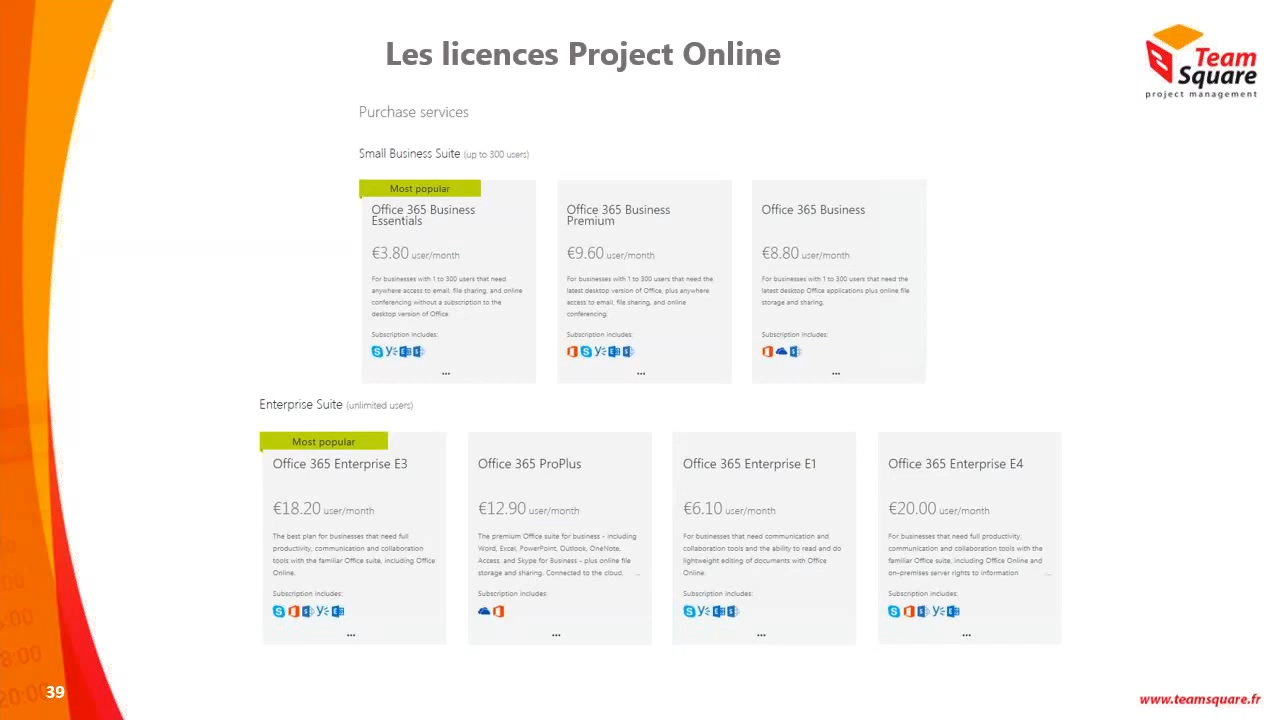 Les licences Project Online
Team
Square
project management
Purchase services
Small Business Suite (up to 300 users)
Most popular
Office 365 Business
Essentials
€3.80 user/month
For businesses with 1 to 300 users that need
anywhere access to email, file sharing, and online
conferencing without a subscription to the
desktop version of Office.
Subscription includes:
...
Office 365 Business
Premium
€9.60 user/month
For businesses with 1 to 300 users that need the
latest desktop version of Office, plus anywhere
access to email, file sharing, and online
conferencing.
Subscription includes:
...
Office 365 Business
€8.80 user/month
For businesses with 1 to 300 users that need the
latest desktop Office applications plus online file
storage and sharing.
Subscription includes:
...
Enterprise Suite (unlimited users)
Most popular
Office 365 Enterprise E3
€18.20 user/month
The best plan for businesses that need full
productivity, communication and collaboration
tools with the familiar Office suite, including Office
Online.
Subscription includes:
...
Office 365 ProPlus
€12.90 user/month
The premium Office suite for business - including
Word, Excel, PowerPoint, Outlook, OneNote,
Access, and Skype for Business - plus online file
storage and sharing. Connected to the cloud. ...
Subscription includes:
...
Office 365 Enterprise E1
€6.10 user/month
For businesses that need communication and
collaboration tools and the ability to read and do
lightweight editing of documents with Office
Online.
Subscription includes:
...
Office 365 Enterprise E4
€20.00 user/month
For businesses that need full productivity,
communication and collaboration tools with the
familiar Office suite, including Office Online and
on-premises server rights to information ...
Subscription includes:
...
8:00
20:00
39
www.teamsquare.fr